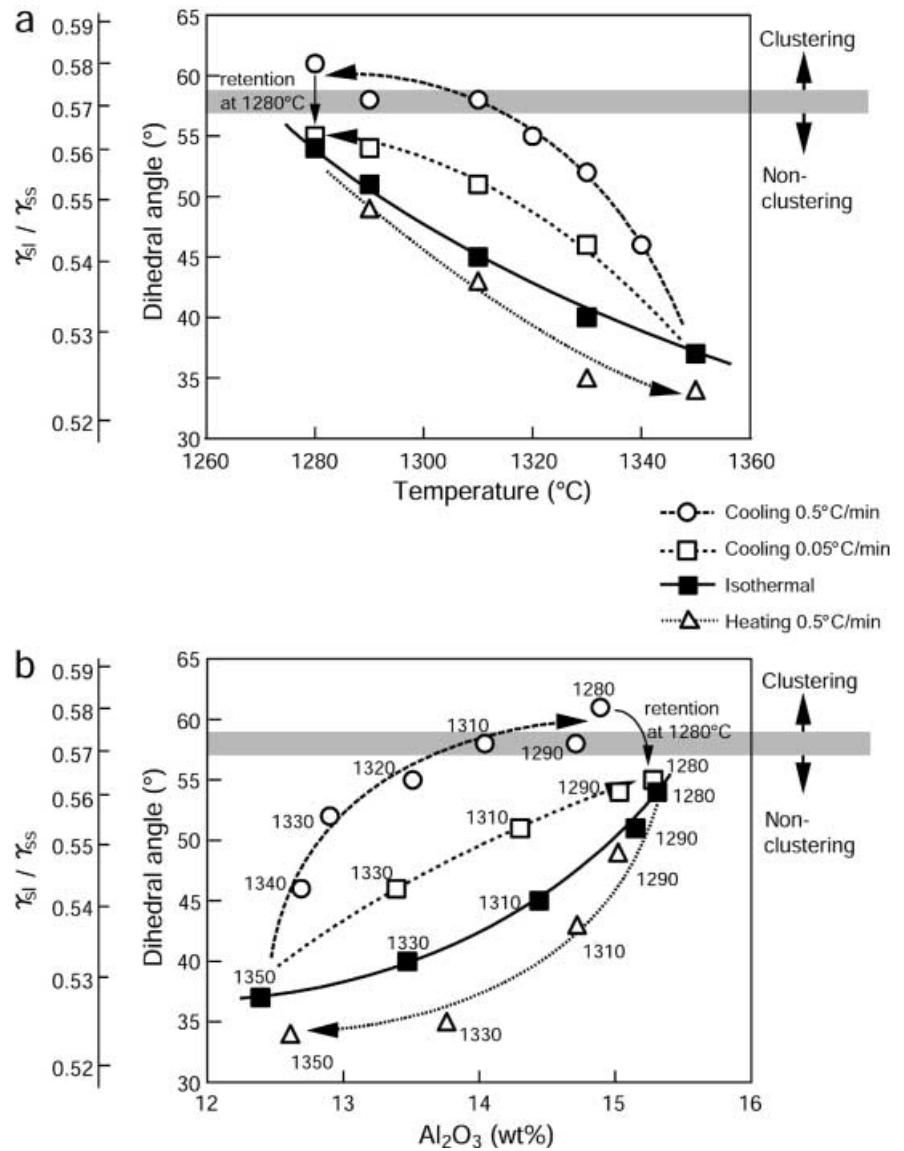 a
0.59
0.58
0.57
0.56
0.55
0.54
0.53
0.52
γsl / γss
65
60
55
50
45
40
35
30
Dihedral angle (°)
retention
at 1280°C
Clustering
Non-
clustering
1260
1280
1300
1320
1340
1360
Temperature (°C)
Cooling 0.5°C/min
Cooling 0.05°C/min
Isothermal
Heating 0.5°C/min
b
0.59
0.58
0.57
0.56
0.55
0.54
0.53
0.52
γsl / γss
65
60
55
50
45
40
35
30
Dihedral angle (°)
1280
retention
at 1280°C
1310
1290
1320
1330
1340
1280
1290
1280
1310
1290
1330
1290
1310
1310
1330
1350
1330
1350
Clustering
Non-
clustering
12
13
14
15
16
Al₂O₃ (wt%)